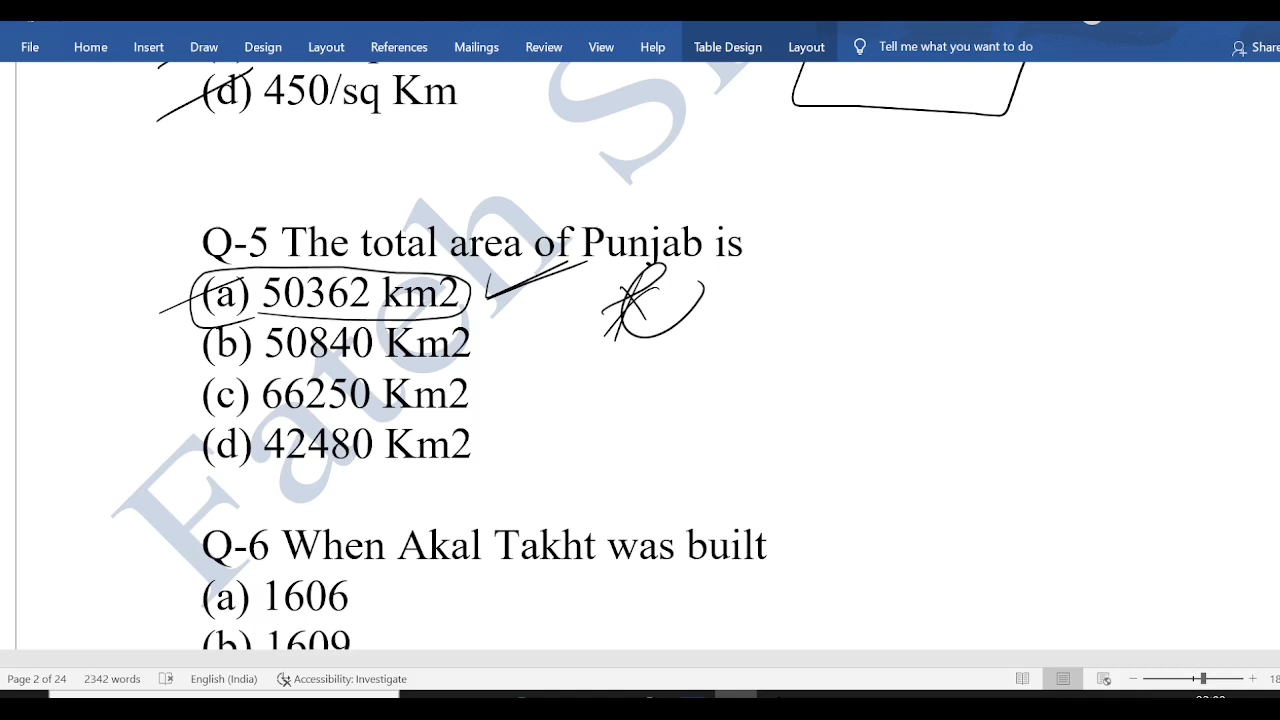 File Home Insert Draw Design Layout References Mailings Review View Help Table Design Layout Tell me what you want to do Share
(d) 450/sq Km
Q-5 The total area of Punjab is
(a) 50362 km2
(b) 50840 Km2
(c) 66250 Km2
(d) 42480 Km2
Q-6 When Akal Takht was built
(a) 1606
(b) 1609
Fateh
Page 2 of 24 2342 words English (India) Accessibility: Investigate